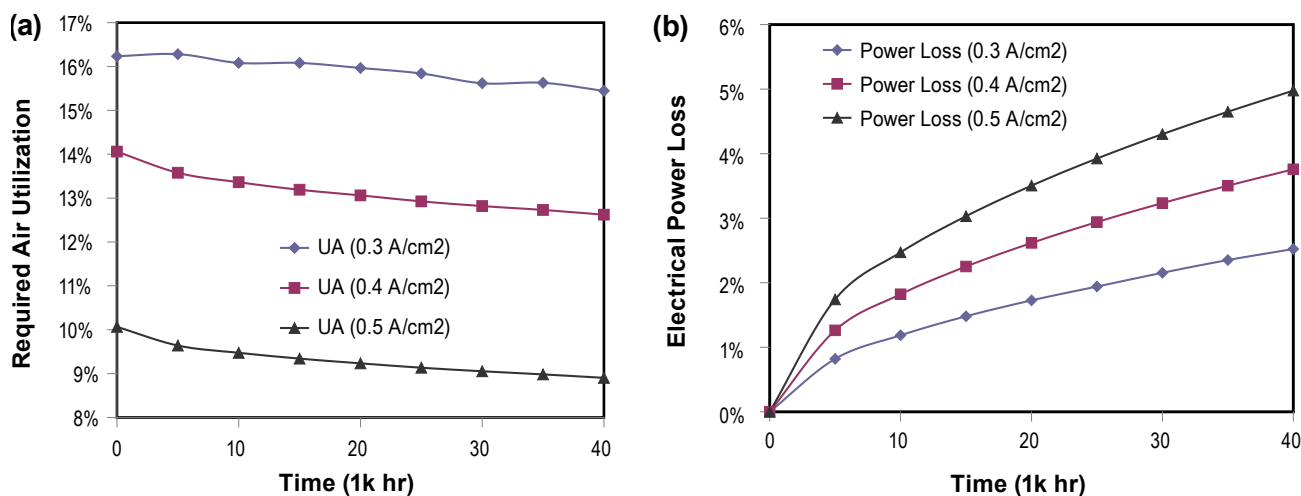 (a)
Required Air Utilization
17%
16%
15%
14%
13%
12%
11%
10%
9%
8%
UA (0.3 A/cm2)
UA (0.4 A/cm2)
UA (0.5 A/cm2)
0 10 20 30 40
Time (1k hr)
(b)
Electrical Power Loss
6%
5%
4%
3%
2%
1%
0%
Power Loss (0.3 A/cm2)
Power Loss (0.4 A/cm2)
Power Loss (0.5 A/cm2)
0 10 20 30 40
Time (1k hr)